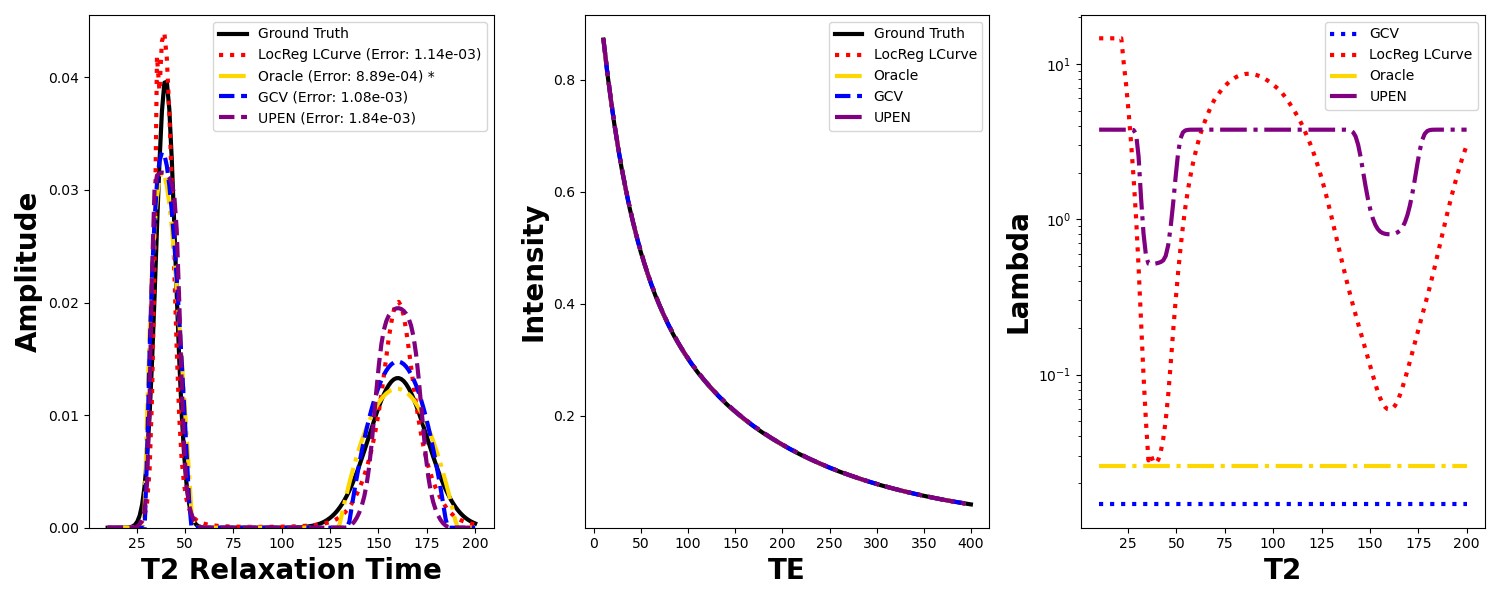 Amplitude
0.04
0.03
0.02
0.01
0.00
Ground Truth
LocReg LCurve (Error: 1.14e-03)
Oracle (Error: 8.89e-04) *
GCV (Error: 1.08e-03)
UPEN (Error: 1.84e-03)
25 50 75 100 125 150 175 200
T2 Relaxation Time
Intensity
0.8
0.6
0.4
0.2
Ground Truth
LocReg LCurve
Oracle
GCV
UPEN
0 50 100 150 200 250 300 350 400
TE
Lambda
10¹
10⁰
10⁻¹
GCV
LocReg LCurve
Oracle
UPEN
25 50 75 100 125 150 175 200
T2